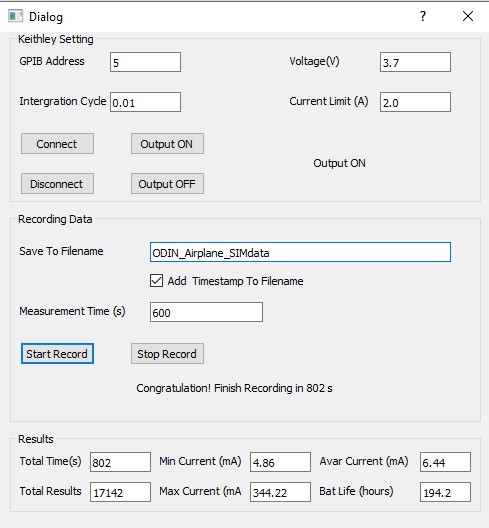 Dialog ?
Keithley Setting
GPIB Address 5 Voltage(V) 3.7
Intergration Cycle 0.01 Current Limit (A) 2.0
Connect Output ON
Output ON
Disconnect Output OFF
Recording Data
Save To Filename ODIN_Airplane_SIMdata
Add Timestamp To Filename
Measurement Time (s) 600
Start Record Stop Record
Congratulation! Finish Recording in 802 s
Results
Total Time(s) 802 Min Current (mA) 4.86 Avar Current (mA) 6.44
Total Results 17142 Max Current (mA 344.22 Bat Life (hours) 194.2